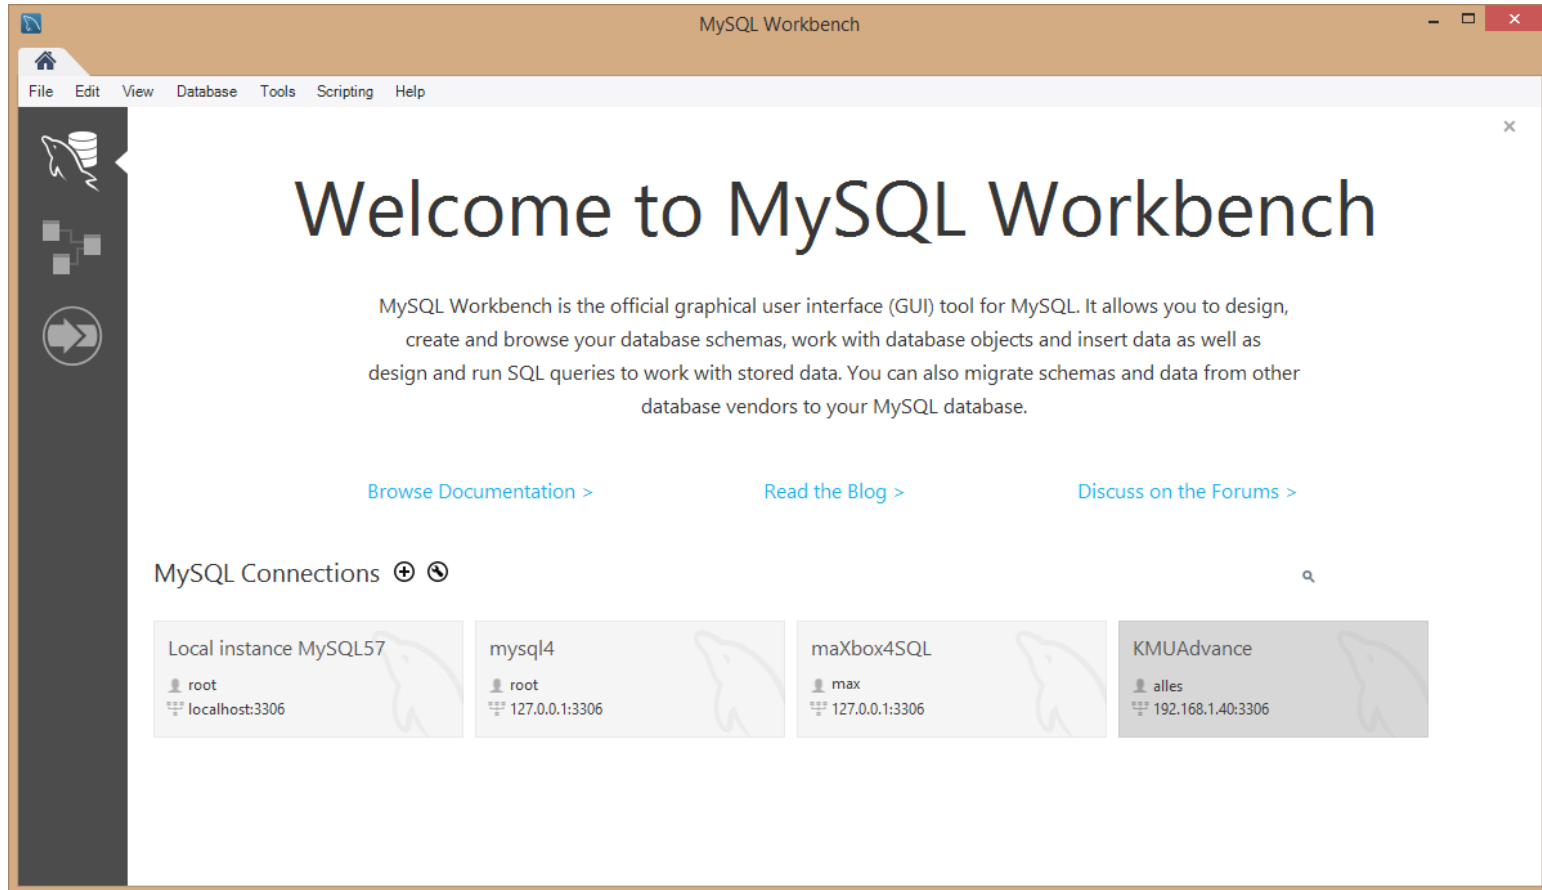 MySQL Workbench
File Edit View Database Tools Scripting Help
Welcome to MySQL Workbench
MySQL Workbench is the official graphical user interface (GUI) tool for MySQL. It allows you to design,
create and browse your database schemas, work with database objects and insert data as well as
design and run SQL queries to work with stored data. You can also migrate schemas and data from other
database vendors to your MySQL database.
Browse Documentation > Read the Blog > Discuss on the Forums >
MySQL Connections
Local instance MySQL57
root
localhost:3306
mysql4
root
127.0.0.1:3306
maXbox4SQL
max
127.0.0.1:3306
KMUAdvance
alles
192.168.1.40:3306